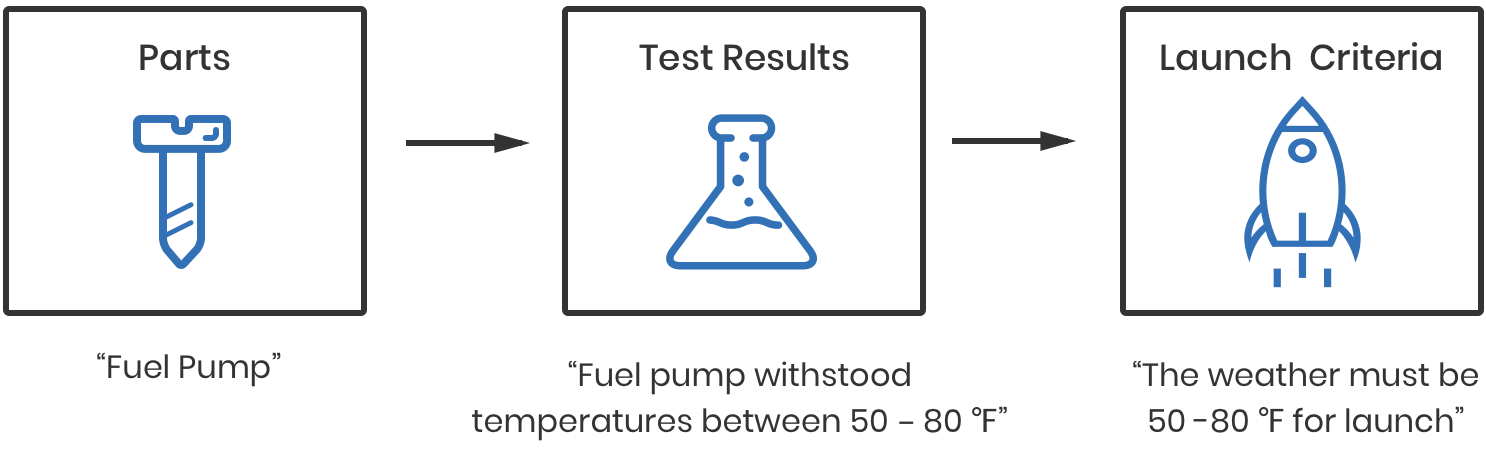 Parts
Test Results
Launch Criteria
“Fuel Pump”
“Fuel pump withstood
temperatures between 50 – 80 °F”
“The weather must be
50 -80 °F for launch”